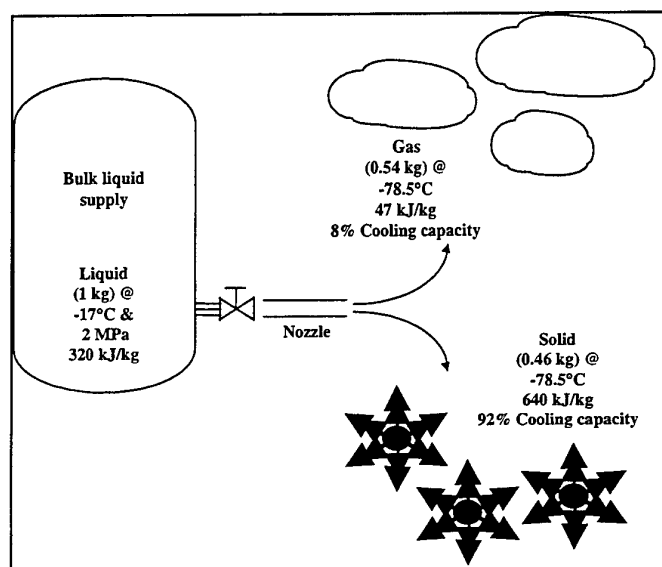 Gas
(0.54 kg) @
-78.5°C
47 kJ/kg
8% Cooling capacity
Bulk liquid
supply
Liquid
(1 kg) @
-17°C &
2 MPa
320 kJ/kg
Nozzle
Solid
(0.46 kg) @
-78.5°C
640 kJ/kg
92% Cooling capacity